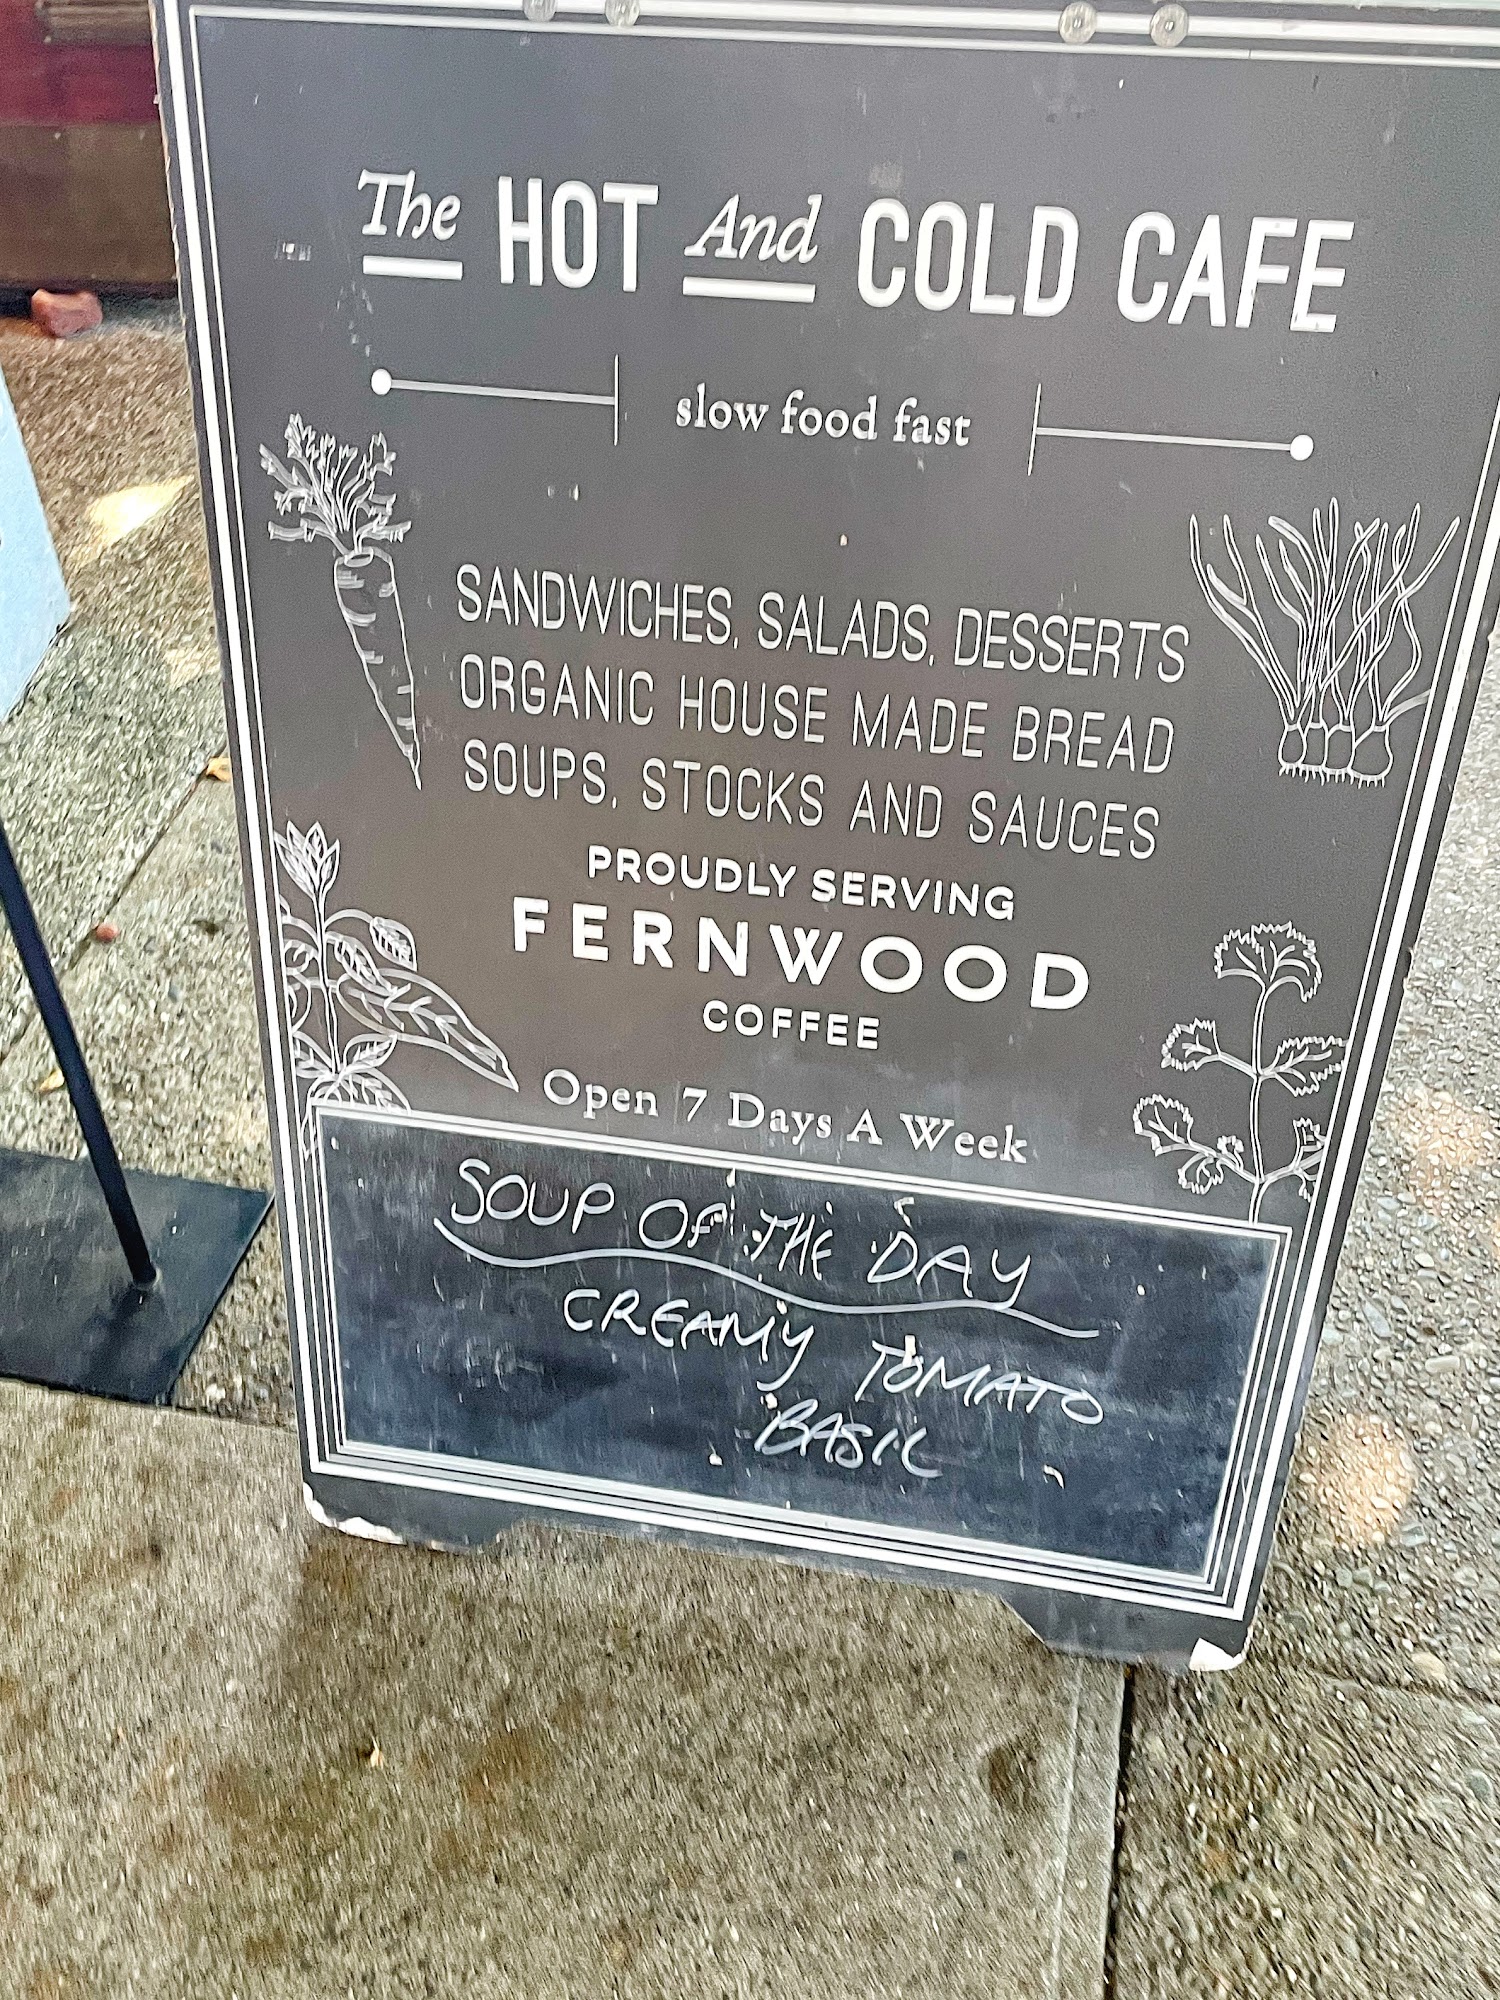 The HOT And COLD CAFE
slow food fast
SANDWICHES, SALADS, DESSERTS
ORGANIC HOUSE MADE BREAD
SOUPS, STOCKS AND SAUCES
PROUDLY SERVING
FERNWOOD
COFFEE
Open 7 Days A Week
SOUP OF THE DAY
CREAMY TOMATO
BASIL